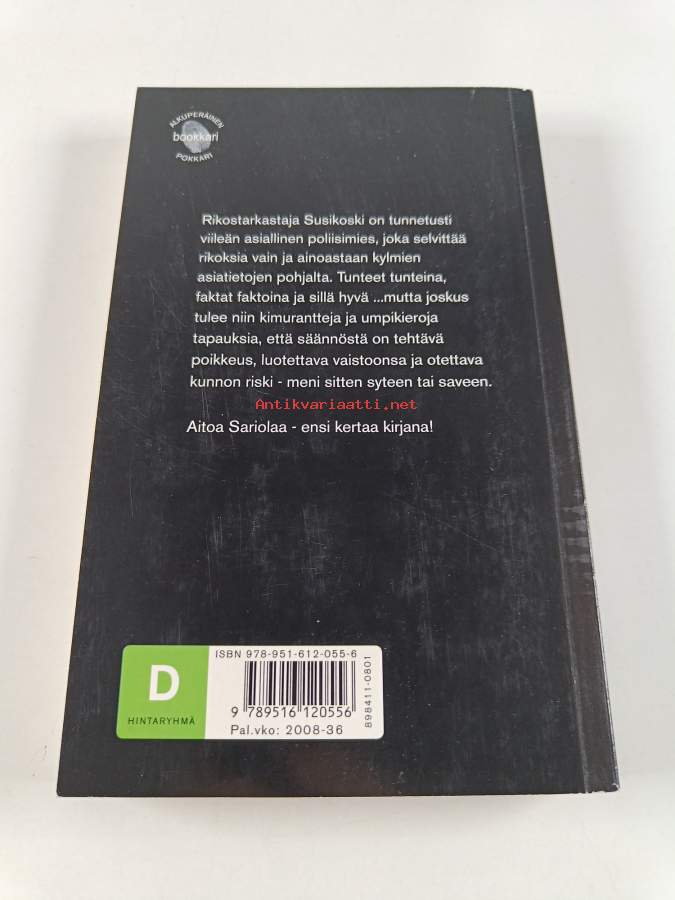 ALKUPERÄINEN
bookkari
POKKARI
Rikostarkastaja Susikoski on tunnetusti
viileän asiallinen poliisimies, joka selvittää
rikoksia vain ja ainoastaan kylmien
asiatietojen pohjalta. Tunteet tunteina,
faktat faktoina ja sillä hyvä ...mutta joskus
tulee niin kimurantteja ja umpikieroja
tapauksia, että säännöstä on tehtävä
poikkeus, luotettava vaistoonsa ja otettava
kunnon riski - meni sitten syteen tai saveen.
Antikvariaatti.net
Aitoa Sariolaa - ensi kertaa kirjana!
ISBN 978-951-612-055-6
D
HINTARYHMÄ
9 789516 120556
Pal.vko: 2008-36
898411-0801